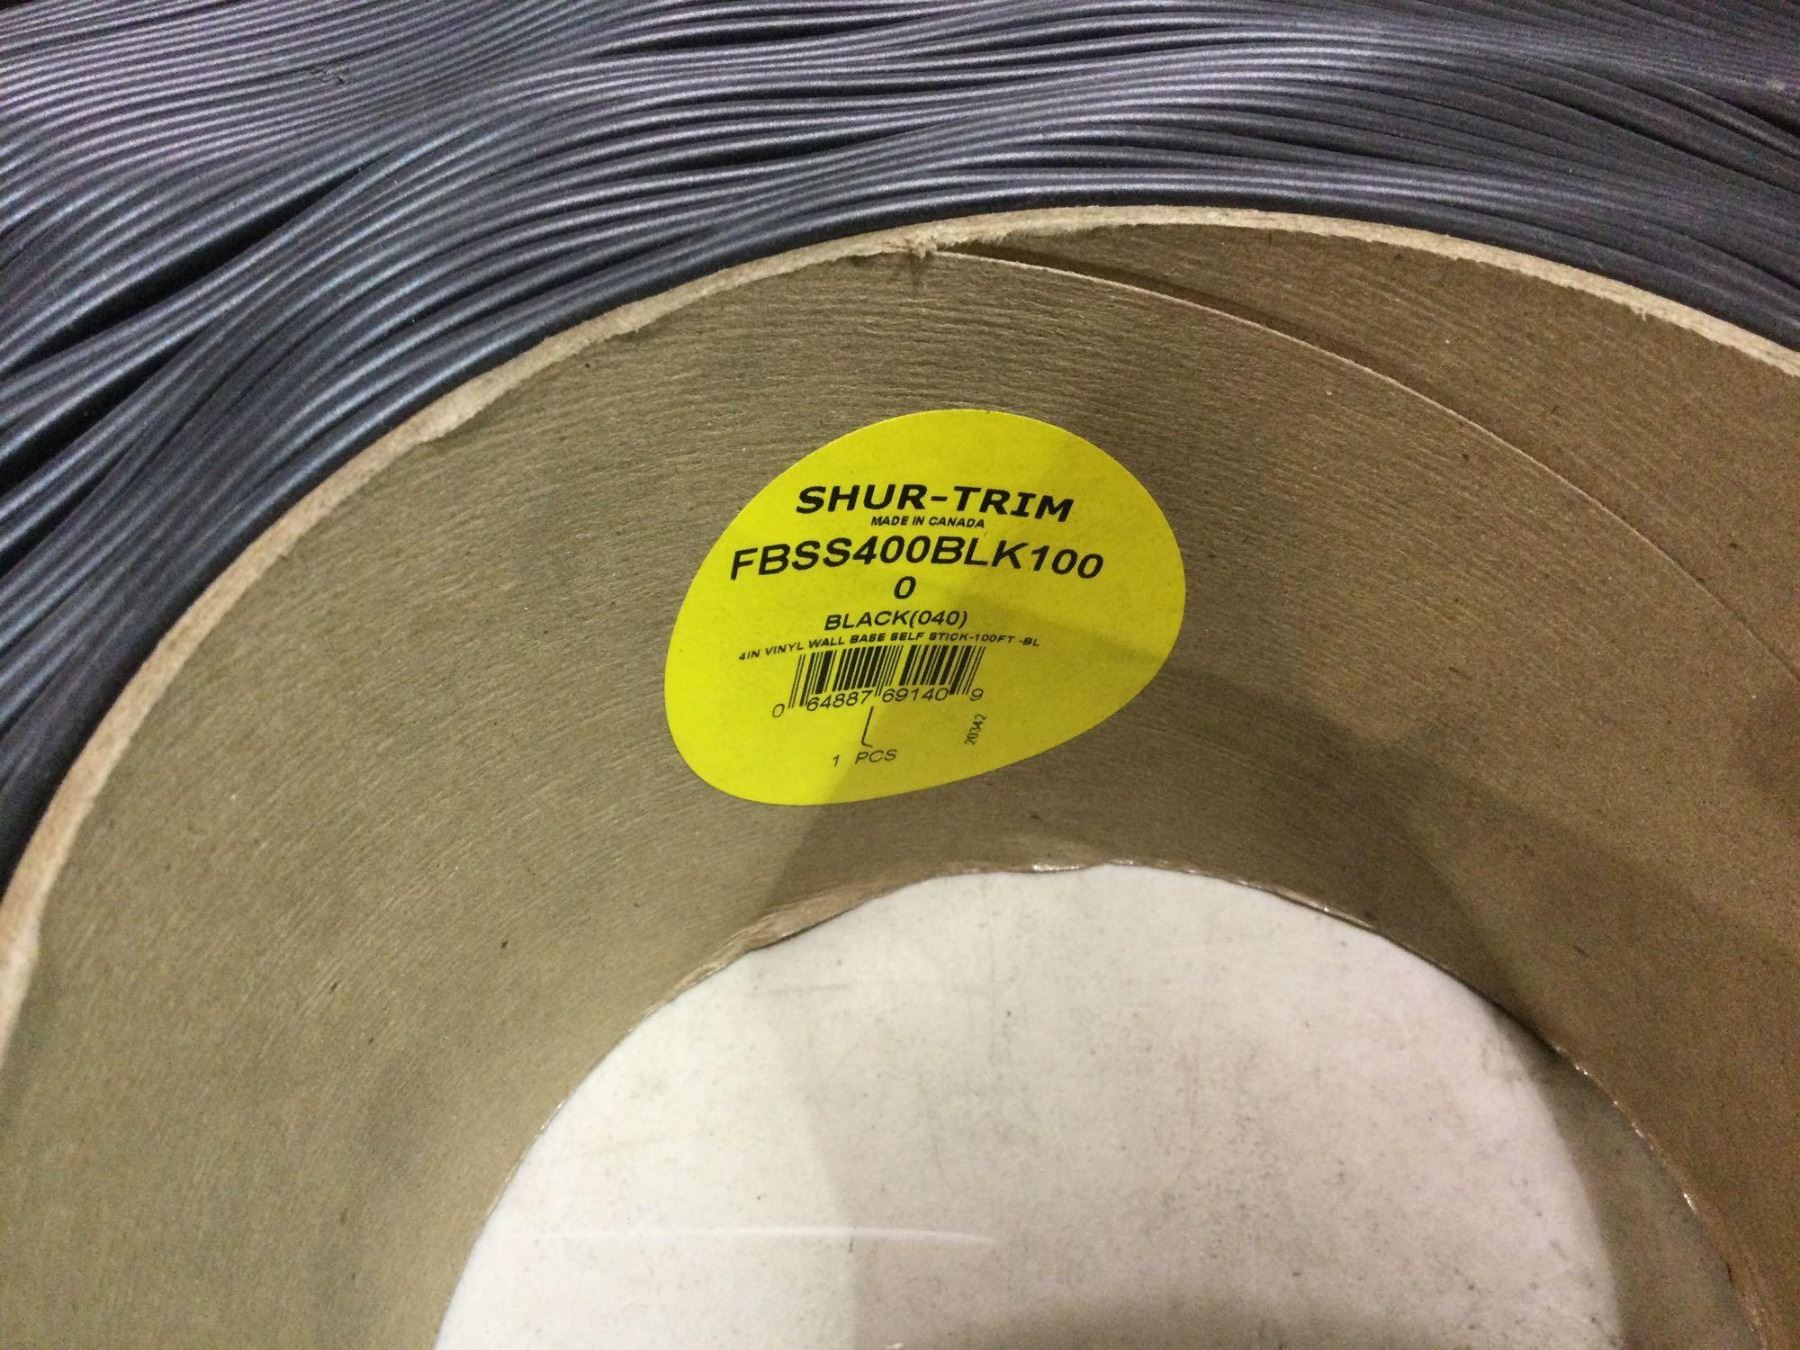 SHUR-TRIM
MADE IN CANADA
FBSS400BLK100
0
BLACK(040)
4IN VINYL WALL BASE SELF STICK-100FT -BL
0 64887 69140 9
20342
1 PCS